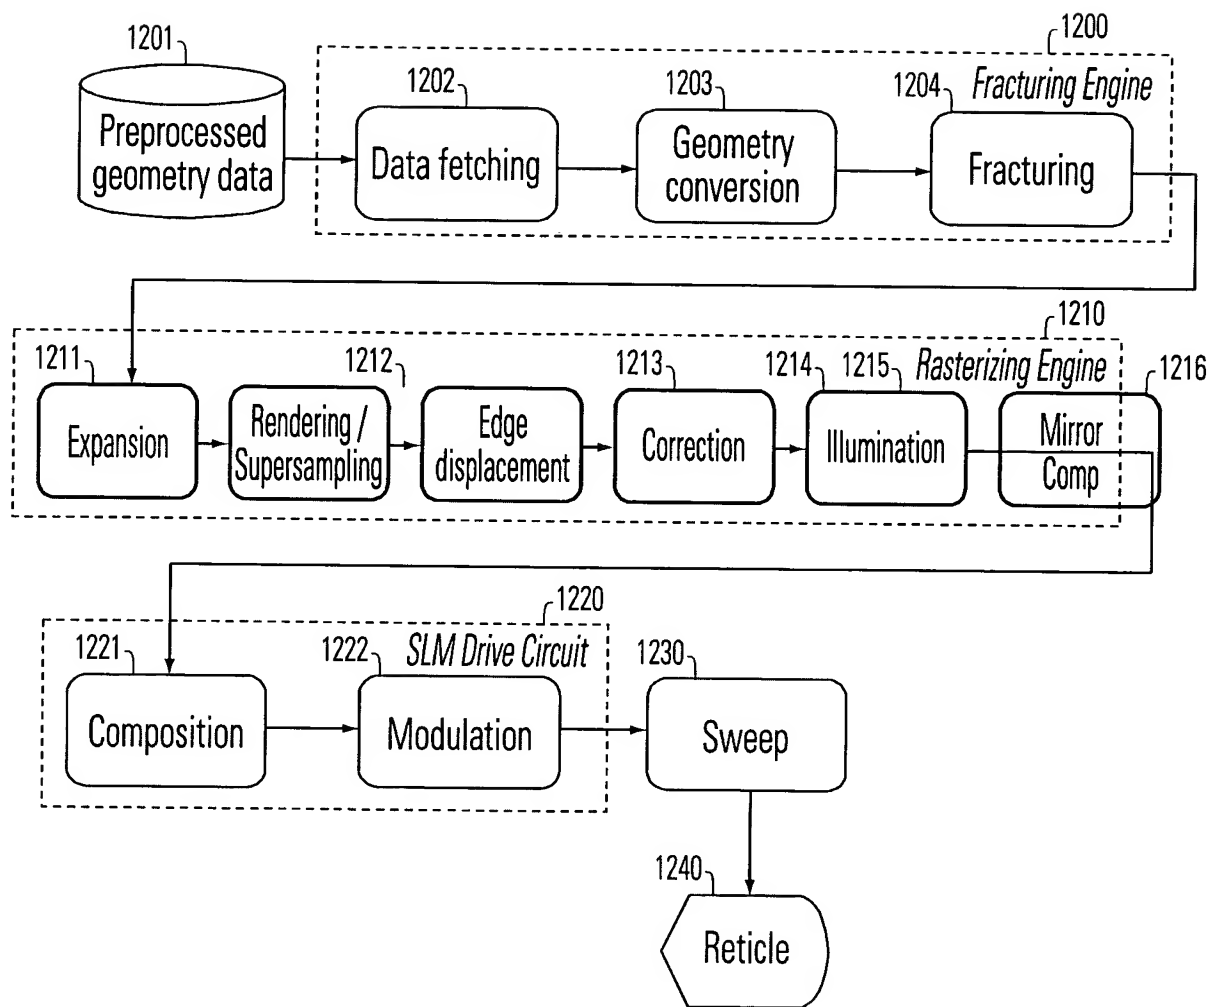 1200
1201
Fracturing Engine
1202
1203
1204
Preprocessed
geometry data
Data fetching
Geometry
conversion
Fracturing
1210
Rasterizing Engine
1211
1212
1213
1214
1215
1216
Expansion
Rendering /
Supersampling
Edge
displacement
Correction
Illumination
Mirror
Comp
1220
SLM Drive Circuit
1221
1222
1230
Composition
Modulation
Sweep
1240
Reticle